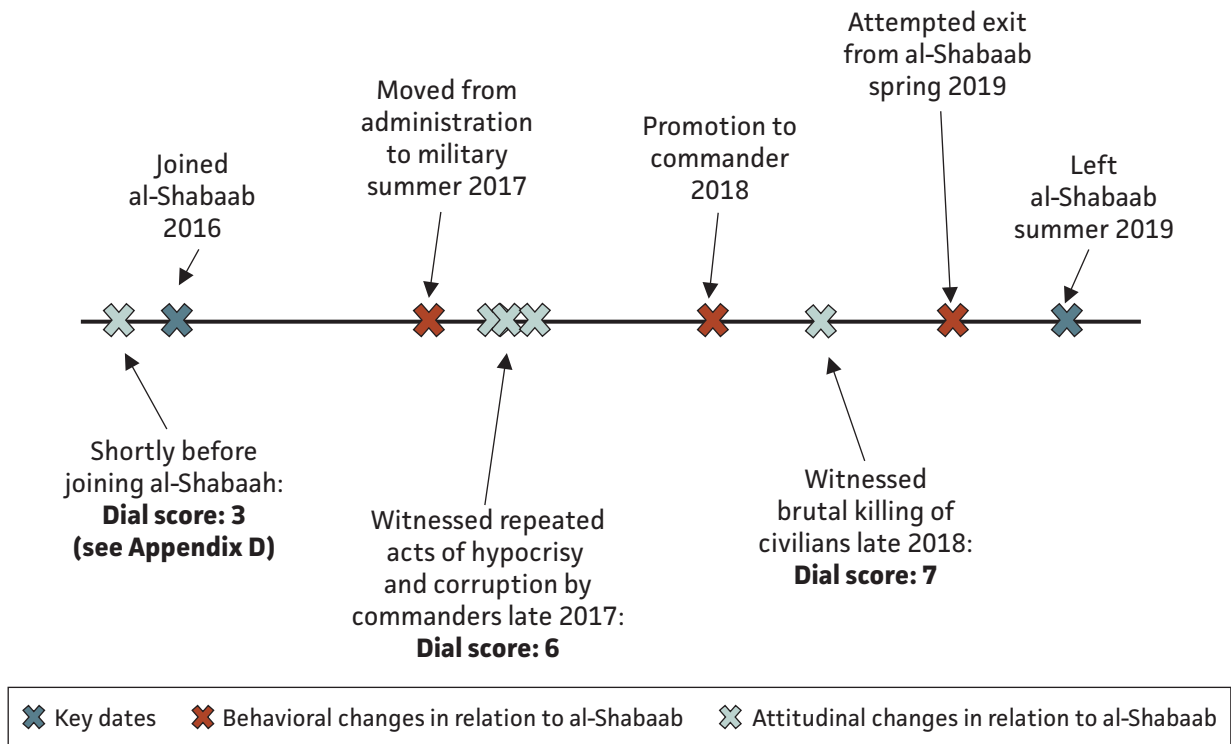 Joined
al-Shabaab
2016
Moved from
administration
to military
summer 2017
Promotion to
commander
2018
Attempted exit
from al-Shabaab
spring 2019
Left
al-Shabaab
summer 2019
Shortly before
joining al-Shabaah:
Dial score: 3
(see Appendix D)
Witnessed repeated
acts of hypocrisy
and corruption by
commanders late 2017:
Dial score: 6
Witnessed
brutal killing of
civilians late 2018:
Dial score: 7
Key dates
Behavioral changes in relation to al-Shabaab
Attitudinal changes in relation to al-Shabaab